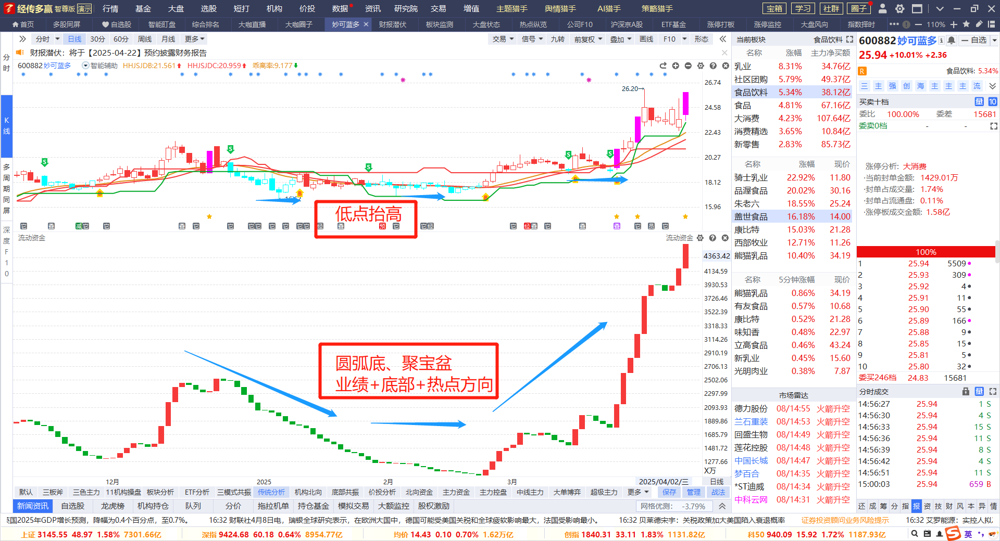 经传多赢 智尊版 演示 行情 基金 大盘 选股 短打 机构 价投 数据 资讯 研究院 交易 增值 主题猎手 舆情猎手 AI猎手 策略猎手 宝箱 学习 社群 圈子
首页 多股同屏 自选股 智能盯盘 综合排名 大咖直播 大咖圈子 妙可蓝多 财报潜伏 板块监测 大盘状态 热点纵览 公司F10 沪深京A股 ETF基金 涨停打板 涨停监控 大盘风向 指数择时 110%
分时 日线 30分 60分 周线 月线 更多 交易 信号 九转 前复权 叠加 画线 F10 形态
财报潜伏：将于【2025-04-22】预约披露财务报告
600882 妙可蓝多 智能辅助 HHJSJDB:21.561 HHJSJDC:20.959 乖离率:9.177
分时
K线
多周期同屏
深度F10
26.20→
26.74
24.58
22.43
20.27
18.12
15.96
低点抬高
流动资金 流动资金
4363.42
4134.59
3930.53
3726.46
3522.39
3318.33
3114.26
2910.19
2706.13
2502.06
2297.99
2093.93
1889.86
1685.79
1481.72
1277.66
X万
圆弧底、聚宝盆
业绩+底部+热点方向
12月 2025 2月 3月 2025/04/02/三 日线
默认 三板斧 三色主力 11机构操盘 板块分析 ETF分析 三模式共振 传统分析 机构北向 底部共振 价投分析 北向资金 主力资金 主力控盘 中线主力 大单博弈 超级主力 更多 保存 管理 战法
新闻资讯 自选股 龙虎榜 机构持仓 队列 分价 拖拉机单 持仓基金 模拟交易 大额监控 股权激励 网格优测： -3.79%
当前板块 食品饮料
名称 涨幅 主力净买额
乳业 8.31% 34.76亿
社区团购 5.79% 49.37亿
食品饮料 5.34% 38.12亿
食品 4.81% 67.16亿
大消费 4.23% 107.64亿
消费精选 3.65% 10.84亿
新零售 2.83% 85.73亿
名称 涨幅 现价
骑士乳业 22.92% 11.80
品渥食品 20.02% 30.16
朱老六 18.55% 25.24
盖世食品 16.18% 14.00
康比特 15.03% 21.28
西部牧业 12.71% 11.26
熊猫乳品 10.40% 34.19
名称 5分钟涨幅 现价
熊猫乳品 0.86% 34.19
有友食品 0.57% 10.68
康比特 0.52% 21.28
味知香 0.48% 22.97
立高食品 0.46% 43.24
新乳业 0.45% 15.60
光明肉业 0.38% 7.87
市场雷达
德力股份 08/14:55 火箭升空
兰石重装 08/14:53 火箭升空
回盛生物 08/14:49 火箭升空
莲花控股 08/14:48 火箭升空
中国长城 08/14:47 火箭升空
梦百合 08/14:35 火箭升空
*ST迪威 08/14:34 火箭升空
中科云网 08/14:31 火箭升空
600882 妙可蓝多 自选
25.94 +10.01% +2.36
R 食品饮料: 5.34%
三 主 强 创 海 主 主 主 流
买卖十档 量 10
委比 100.00% 委差 15681
委卖0档 - -
涨停分析: 大消费
·当前封单金额: 1429.01万
·封单占成交量: 1.74%
·封单占流通盘: 0.11%
·涨停板成交金额: 1.58亿
100%
1 25.94 5509
2 25.93 309
3 25.92 4
4 25.91 11
5 25.90 55
6 25.89 166
7 25.88 9
8 25.85 15
9 25.81 5
10 25.80 32
委买246档 24.83 15681
分时成交 量
14:56:27 25.94 1 S
14:56:30 25.94 4 S
14:56:33 25.94 15 S
14:56:36 25.94 11 S
14:56:39 25.94 8 S
14:56:42 25.94 4 S
14:56:51 25.94 11 S
15:00:03 25.94 659 B
还 成 筹 分 指 报 资 技 财 风 本 异 情
英国2025年GDP增长预测，降幅为0.4个百分点，至0.7%。 16:32 财联社4月8日电，瑞银全球研究表示，在欧洲大国中，德国可能受美国关税和全球疲软影响最大，法国受影响最小。 16:32 贝莱德宋宇：关税政策加大美国陷入衰退概率 证券投资顾问业务风险提示 16:32 艾罗能源：实控人拟
上证 3145.55 48.97 1.58% 7301.66亿 深指 9424.68 60.18 0.64% 8954.77亿 均价 14.43 0.10 0.70% 1.62万亿 创指 1840.31 33.11 1.83% 1131.82亿 科50 940.09 15.92 1.72% 1187.93亿 英